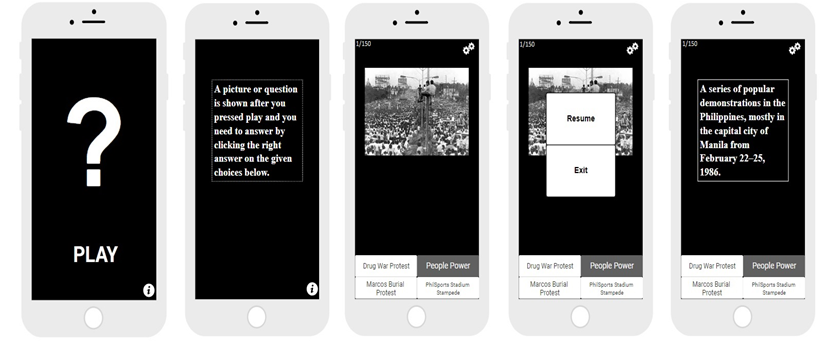 ?
PLAY
i
A picture or question
is shown after you
pressed play and you
need to answer by
clicking the right
answer on the given
choices below.
i
1/150
Drug War Protest
People Power
Marcos Burial
Protest
PhilSports Stadium
Stampede
1/150
Resume
Exit
Drug War Protest
People Power
Marcos Burial
Protest
PhilSports Stadium
Stampede
1/150
A series of popular
demonstrations in the
Philippines, mostly in
the capital city of
Manila from
February 22–25,
1986.
Drug War Protest
People Power
Marcos Burial
Protest
PhilSports Stadium
Stampede